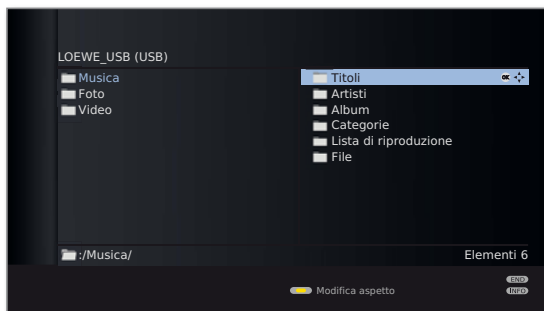 LOEWE_USB (USB)
Musica
Foto
Video
Titoli OK
Artisti
Album
Categorie
Lista di riproduzione
File
:/Musica/
Elementi 6
END
Modifica aspetto
INFO